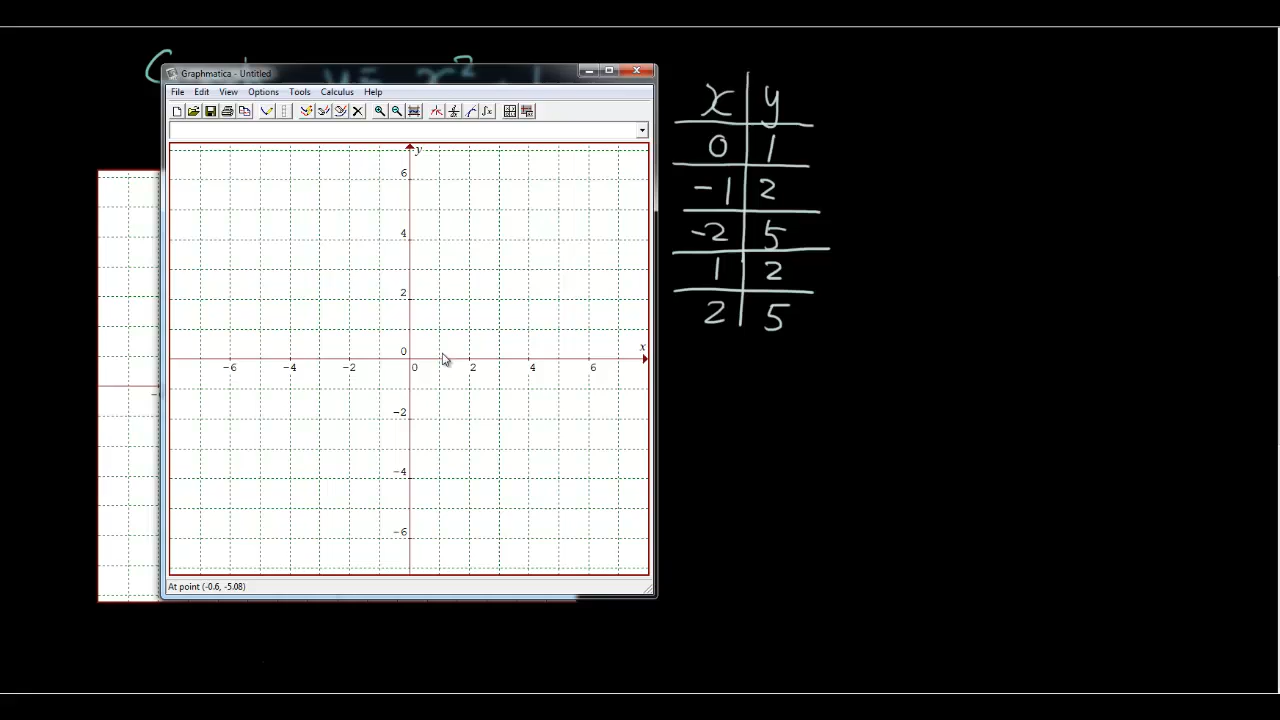 y = x²
Graphmatica - Untitled
File Edit View Options Tools Calculus Help
y
6
4
2
0
x
-6 -4 -2 0 2 4 6
-2
-4
-6
At point (-0.6, -5.08)
x y
0 1
-1 2
-2 5
1 2
2 5